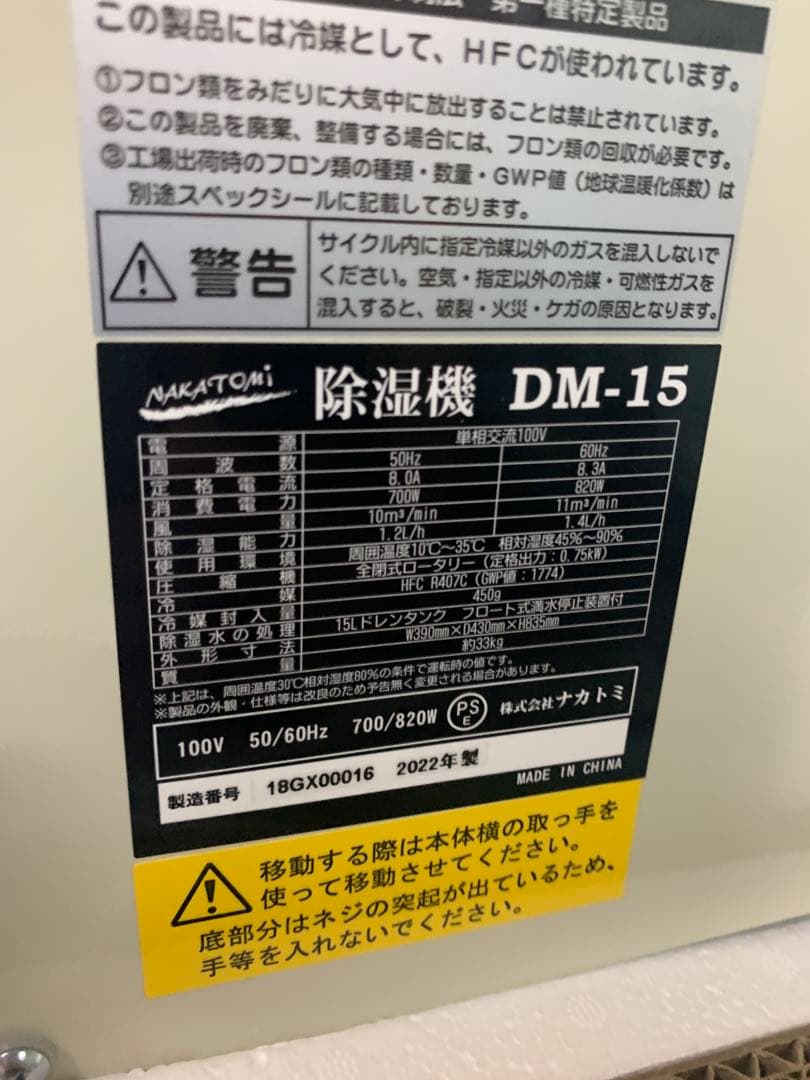 第一種特定製品
この製品には冷媒として、HFCが使われています。
①フロン類をみだりに大気中に放出することは禁止されています。
②この製品を廃棄、整備する場合には、フロン類の回収が必要です。
③工場出荷時のフロン類の種類・数量・GWP値（地球温暖化係数）は
別途スペックシールに記載しております。
警告
サイクル内に指定冷媒以外のガスを混入しないで
ください。空気・指定以外の冷媒・可燃性ガスを
混入すると、破裂・火災・ケガの原因となります。
NAKATOMi 除湿機 DM-15
電源 単相交流100V
周波数 50Hz 60Hz
定格電流 8.0A 8.3A
消費電力 700W 820W
風量 10m³/min 11m³/min
除湿能力 1.2L/h 1.4L/h
使用環境 周囲温度10℃～35℃ 相対湿度45%～90%
圧縮機 全閉式ロータリー（定格出力：0.75kW）
冷媒 HFC R407C（GWP値：1774）
冷媒封入量 450g
除湿水の処理 15Lドレンタンク フロート式満水停止装置付
外形寸法 W390mm×D430mm×H835mm
質量 約33kg
※上記は、周囲温度30℃相対湿度80%の条件で運転時の値です。
※製品の外観・仕様等は改良のため予告無く変更される場合があります。
100V 50/60Hz 700/820W PSE 株式会社ナカトミ
製造番号 18GX00016 2022年製
MADE IN CHINA
移動する際は本体横の取っ手を
使って移動させてください。
底部分はネジの突起が出ているため、
手等を入れないでください。